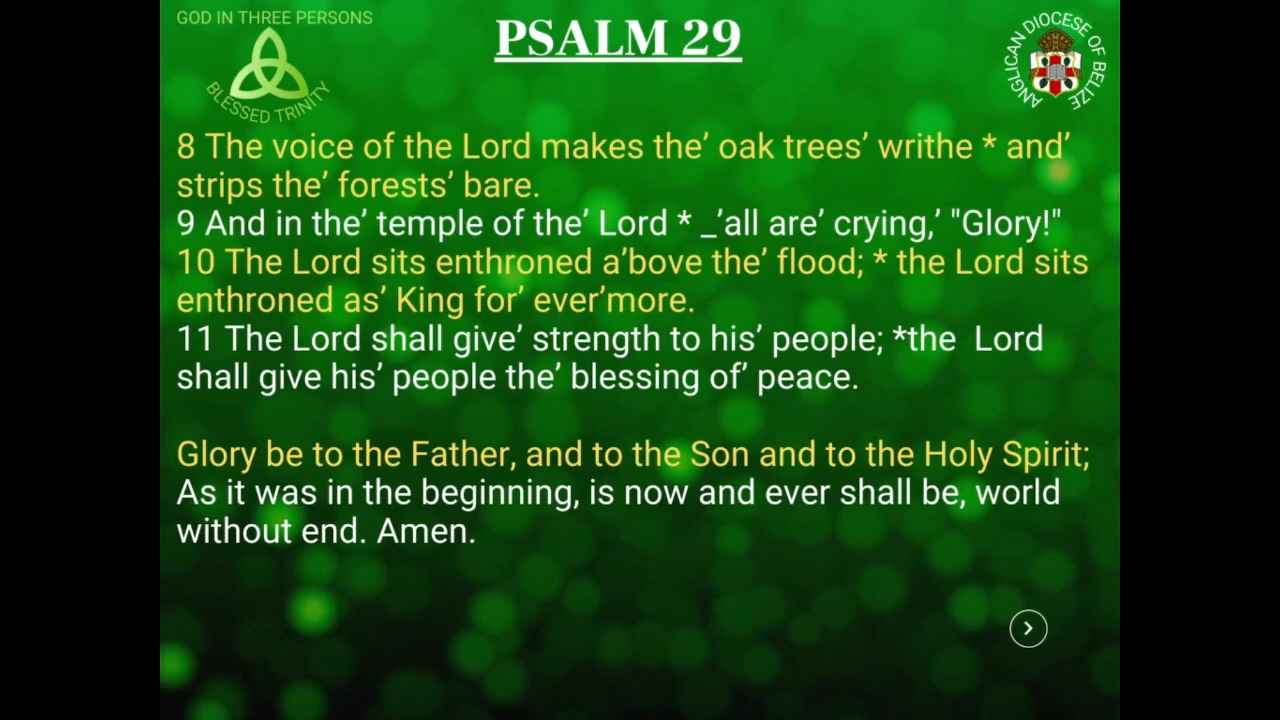 GOD IN THREE PERSONS
BLESSED TRINITY
PSALM 29
ANGLICAN DIOCESE OF BELIZE
8 The voice of the Lord makes the’ oak trees’ writhe * and’
strips the’ forests’ bare.
9 And in the’ temple of the’ Lord * _’all are’ crying,’ "Glory!"
10 The Lord sits enthroned a’bove the’ flood; * the Lord sits
enthroned as’ King for’ ever’more.
11 The Lord shall give’ strength to his’ people; *the  Lord
shall give his’ people the’ blessing of’ peace.
Glory be to the Father, and to the Son and to the Holy Spirit;
As it was in the beginning, is now and ever shall be, world
without end. Amen.